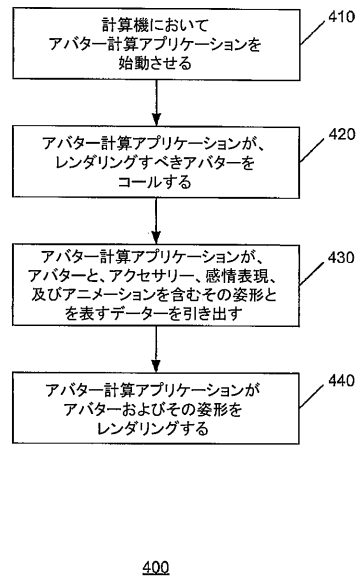 計算機において
アバター計算アプリケーションを
始動させる
410
アバター計算アプリケーションが、
レンダリングすべきアバターを
コールする
420
アバター計算アプリケーションが、
アバターと、アクセサリー、感情表現、
及びアニメーションを含むその姿形と
を表すデーターを引き出す
430
アバター計算アプリケーションが
アバターおよびその姿形を
レンダリングする
440
400